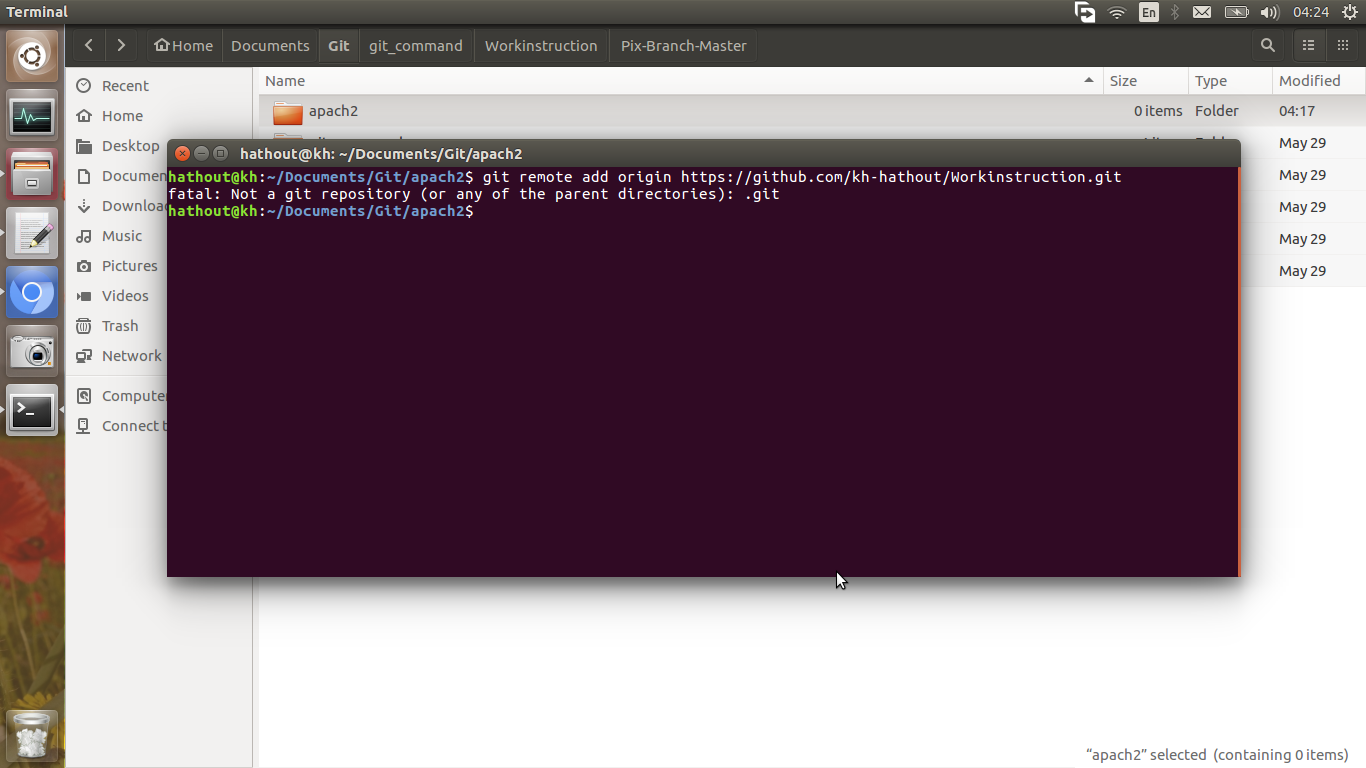 Terminal
En
04:24
Home
Documents
Git
git_command
Workinstruction
Pix-Branch-Master
Recent
Home
Desktop
Documen
Downloa
Music
Pictures
Videos
Trash
Network
Compute
Connect t
Name
Size
Type
Modified
apach2
0 items
Folder
04:17
May 29
May 29
May 29
May 29
May 29
hathout@kh: ~/Documents/Git/apach2
hathout@kh:~/Documents/Git/apach2$ git remote add origin https://github.com/kh-hathout/Workinstruction.git
fatal: Not a git repository (or any of the parent directories): .git
hathout@kh:~/Documents/Git/apach2$
“apach2” selected (containing 0 items)